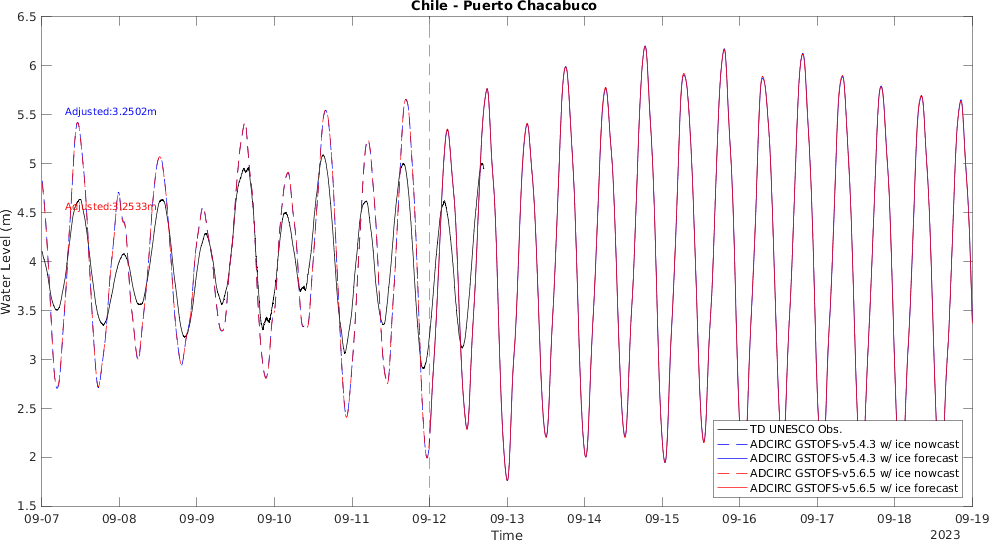 Chile - Puerto Chacabuco
6.5
6
5.5
5
4.5
4
3.5
3
2.5
2
1.5
Water Level (m)
Adjusted:3.2502m
Adjusted:3.2533m
TD UNESCO Obs.
ADCIRC GSTOFS-v5.4.3 w/ ice nowcast
ADCIRC GSTOFS-v5.4.3 w/ ice forecast
ADCIRC GSTOFS-v5.6.5 w/ ice nowcast
ADCIRC GSTOFS-v5.6.5 w/ ice forecast
09-07 09-08 09-09 09-10 09-11 09-12 09-13 09-14 09-15 09-16 09-17 09-18 09-19
Time
2023